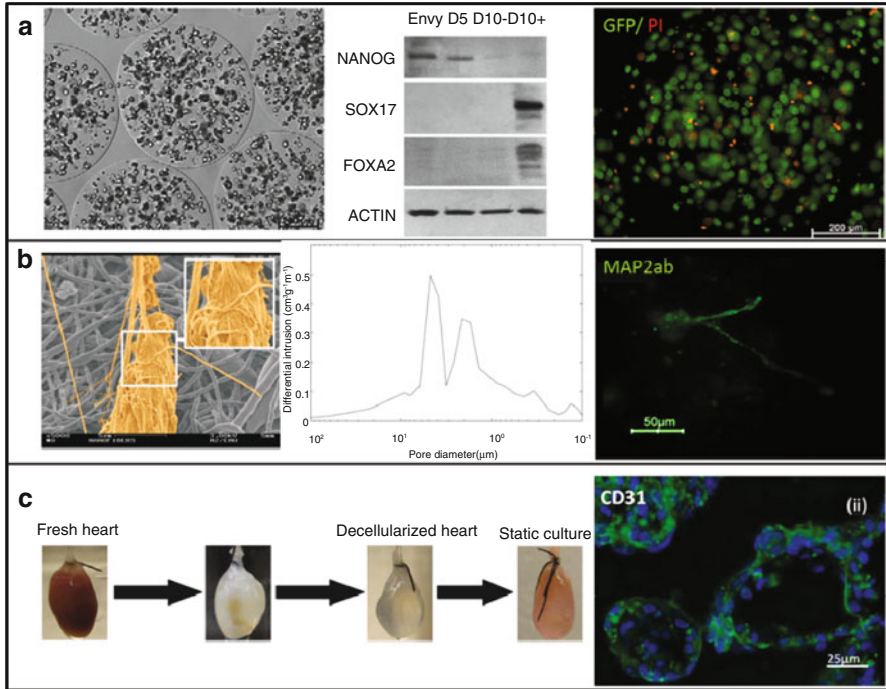 a
Envy D5 D10-D10+
NANOG
SOX17
FOXA2
ACTIN
GFP/ PI
200 µm
b
Differential intrusion (cm³g⁻¹m⁻¹)
0.5
0.4
0.3
0.2
0.1
0
10² 10¹ 10⁰ 10⁻¹
Pore diameter(µm)
MAP2ab
50µm
c
Fresh heart
Decellularized heart
Static culture
CD31
(ii)
25µm